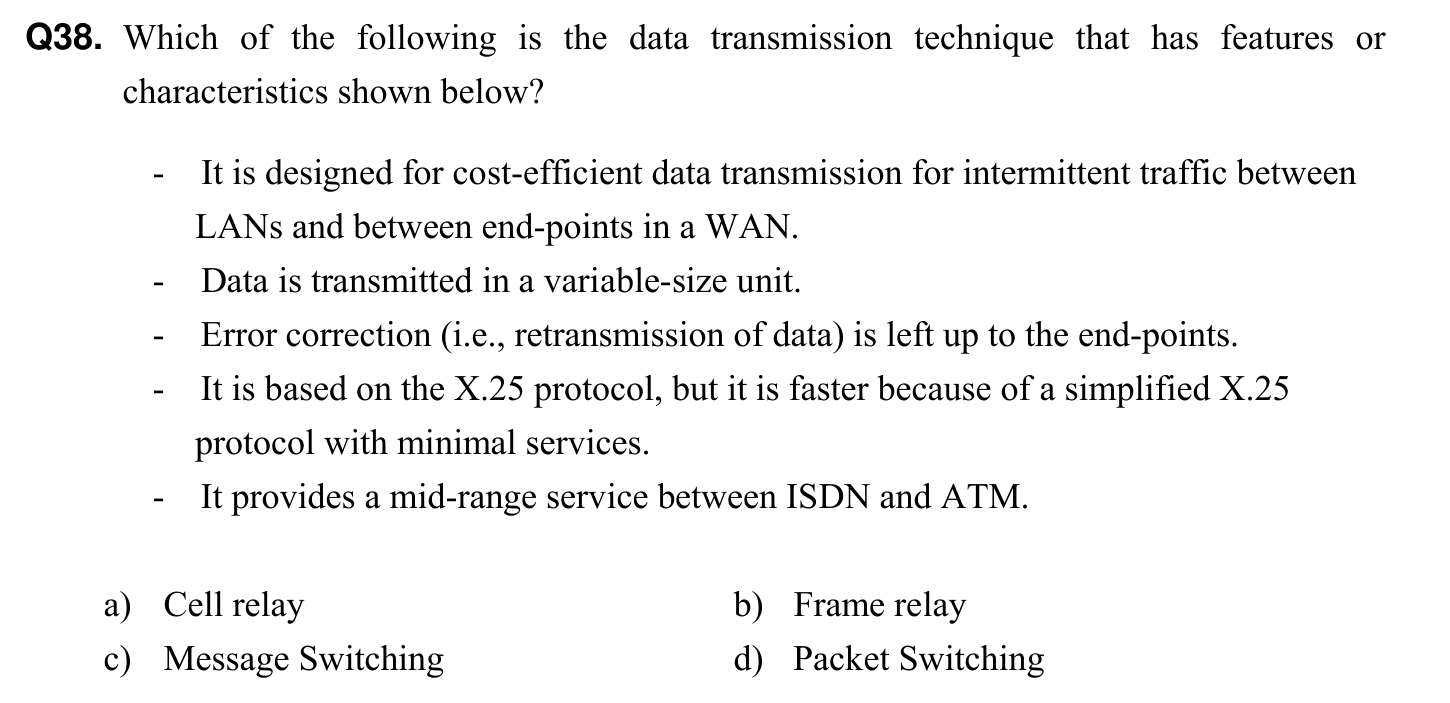 Q38. Which of the following is the data transmission technique that has features or
characteristics shown below?
- It is designed for cost-efficient data transmission for intermittent traffic between
LANs and between end-points in a WAN.
- Data is transmitted in a variable-size unit.
- Error correction (i.e., retransmission of data) is left up to the end-points.
- It is based on the X.25 protocol, but it is faster because of a simplified X.25
protocol with minimal services.
- It provides a mid-range service between ISDN and ATM.
a) Cell relay b) Frame relay
c) Message Switching d) Packet Switching